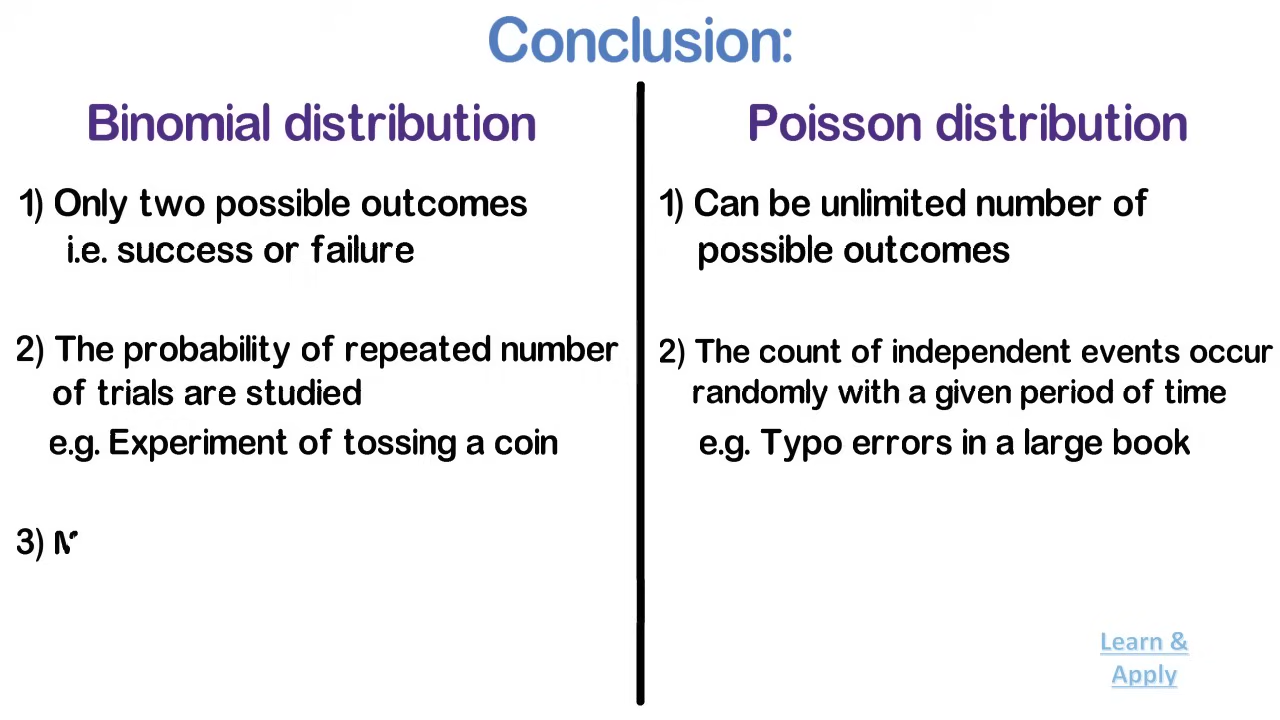 Conclusion:
Binomial distribution
1) Only two possible outcomes
i.e. success or failure
2) The probability of repeated number
of trials are studied
e.g. Experiment of tossing a coin
3)
Poisson distribution
1) Can be unlimited number of
possible outcomes
2) The count of independent events occur
randomly with a given period of time
e.g. Typo errors in a large book
Learn &
Apply